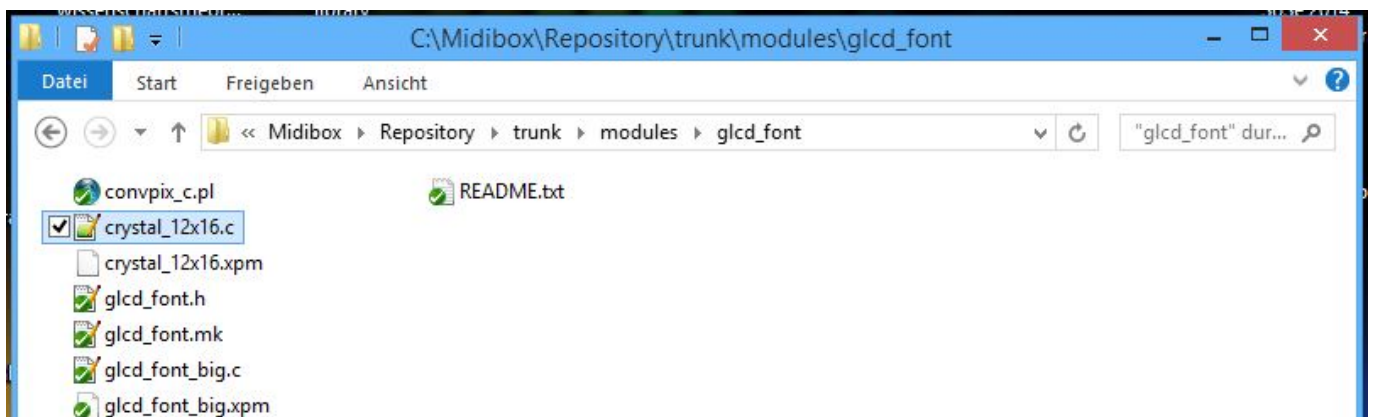 C:\Midibox\Repository\trunk\modules\glcd_font
Datei Start Freigeben Ansicht
« Midibox Repository trunk modules glcd_font "glcd_font" dur...
convpix_c.pl README.txt
crystal_12x16.c
crystal_12x16.xpm
glcd_font.h
glcd_font.mk
glcd_font_big.c
glcd_font_big.xpm